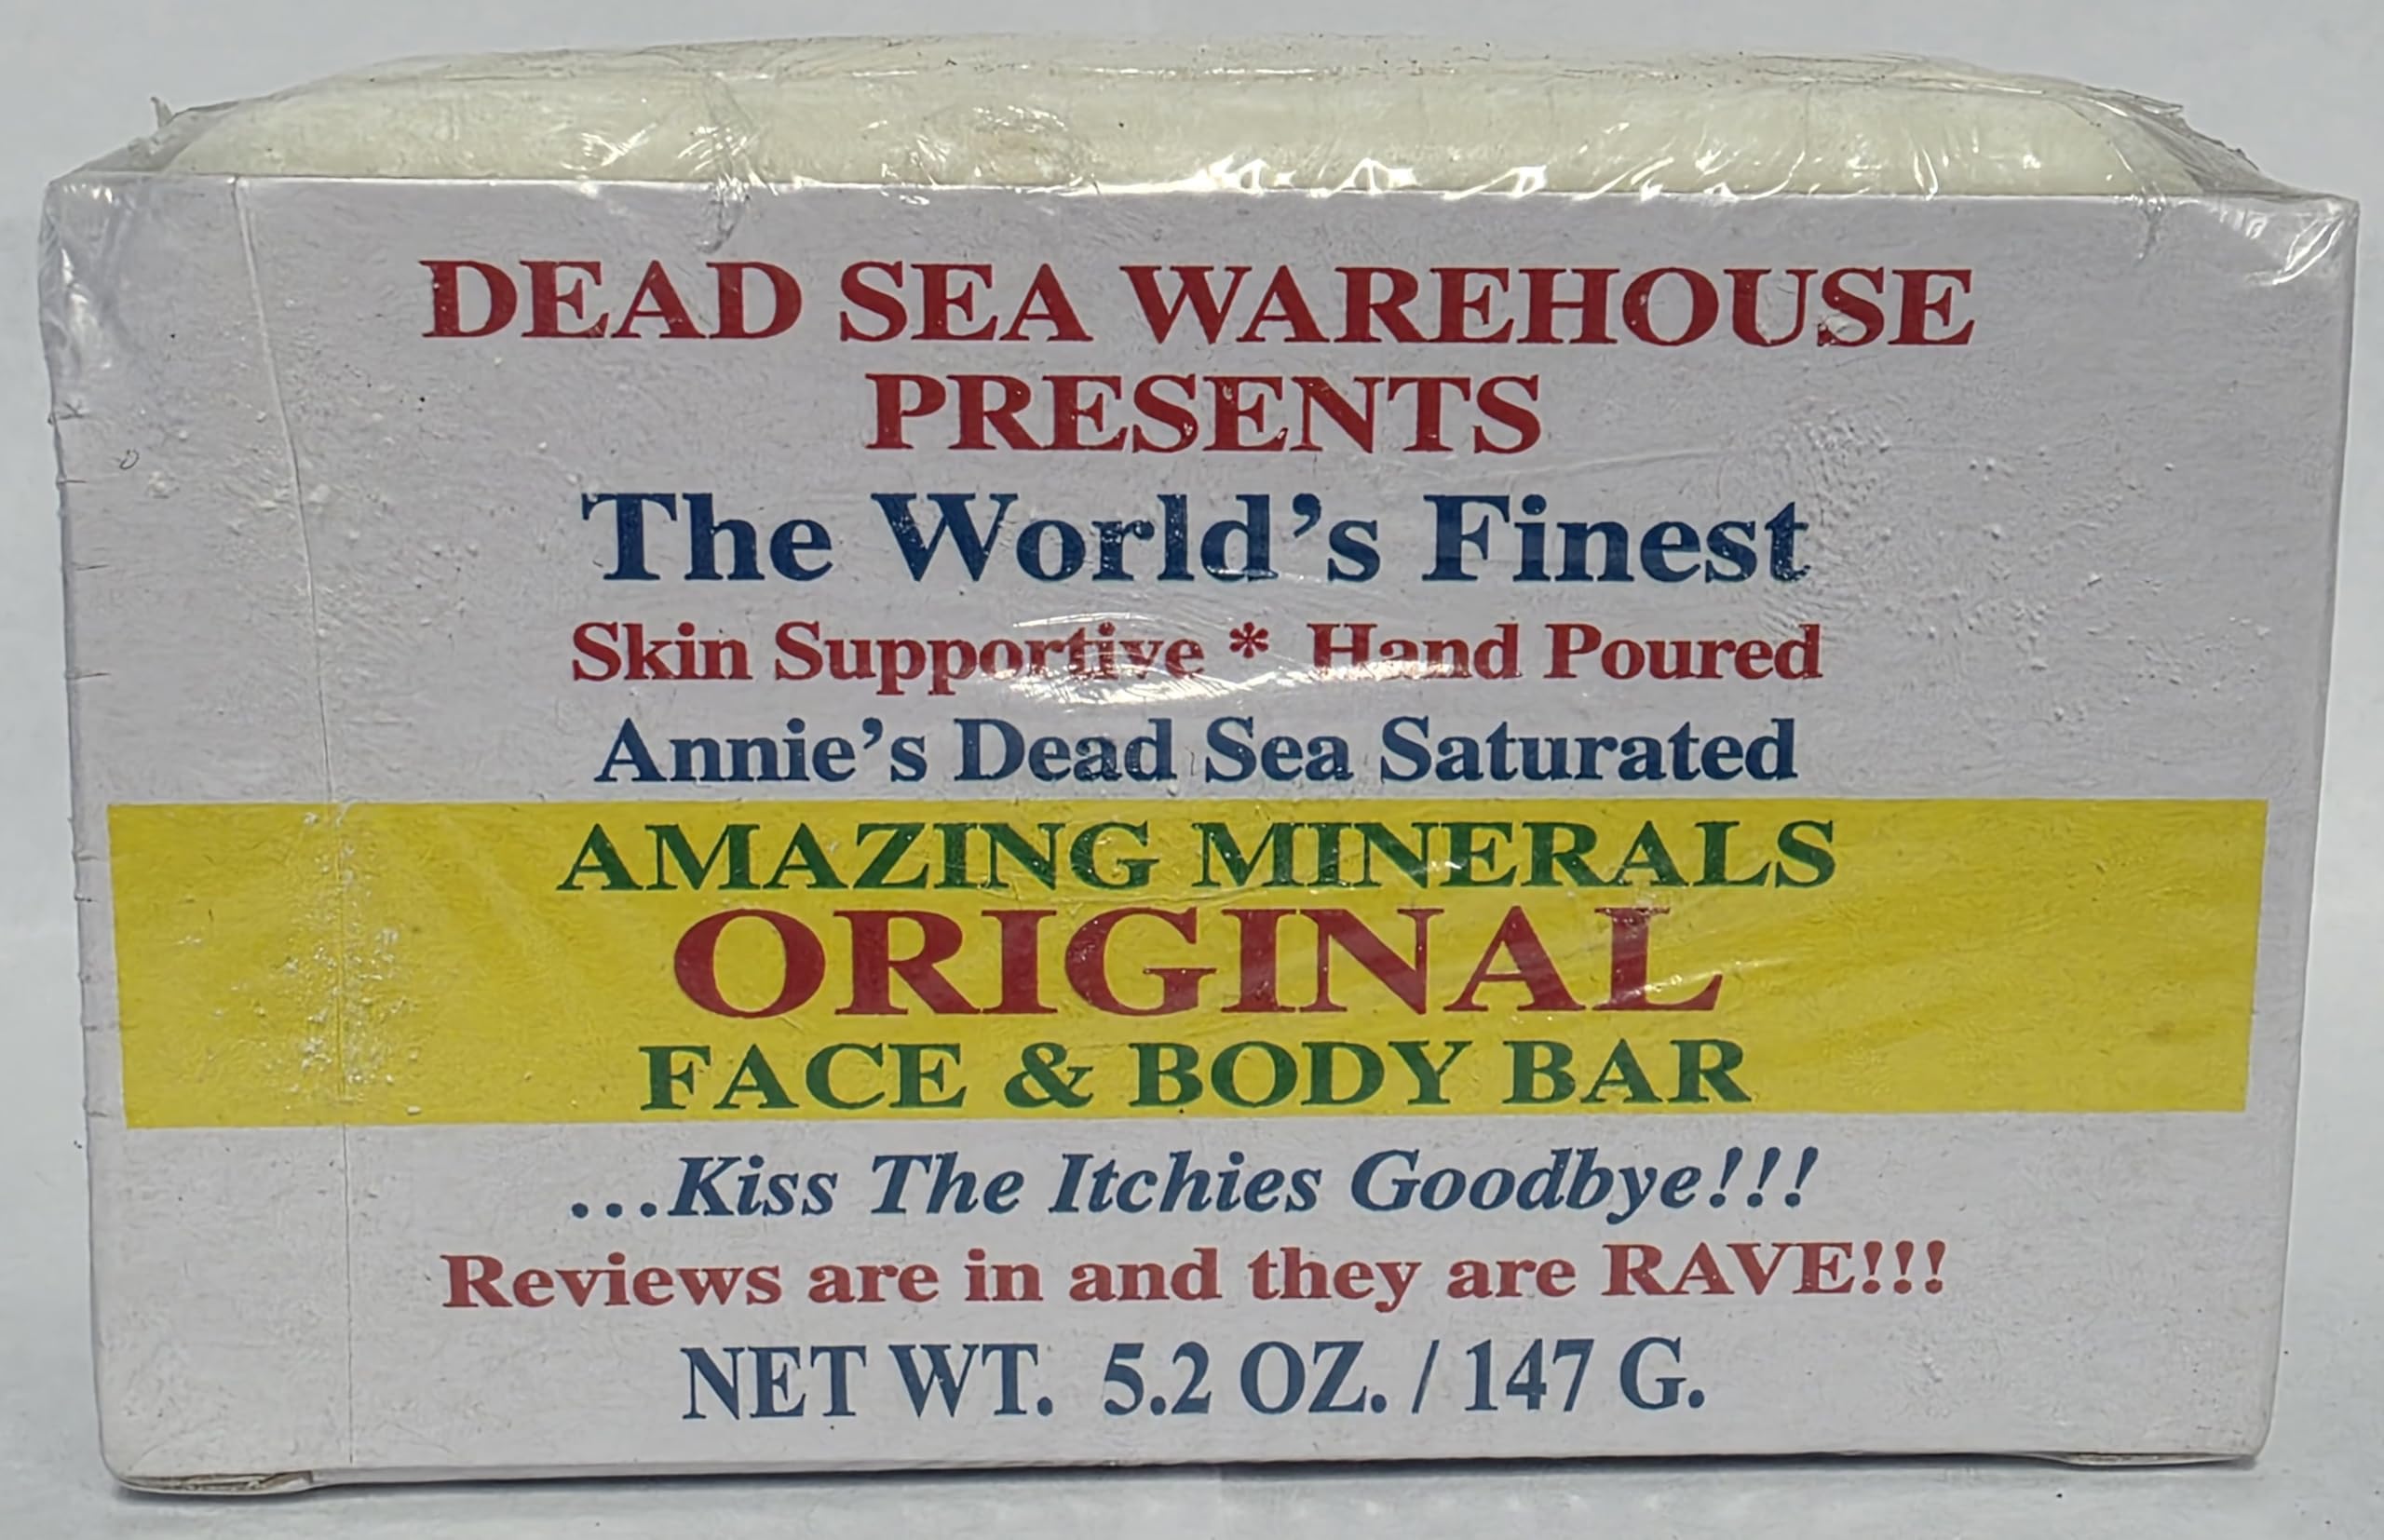 DEAD SEA WAREHOUSE
PRESENTS
The World's Finest
Skin Supportive * Hand Poured
Annie's Dead Sea Saturated
AMAZING MINERALS
ORIGINAL
FACE & BODY BAR
...Kiss The Itchies Goodbye!!!
Reviews are in and they are RAVE!!!
NET WT. 5.2 OZ. / 147 G.